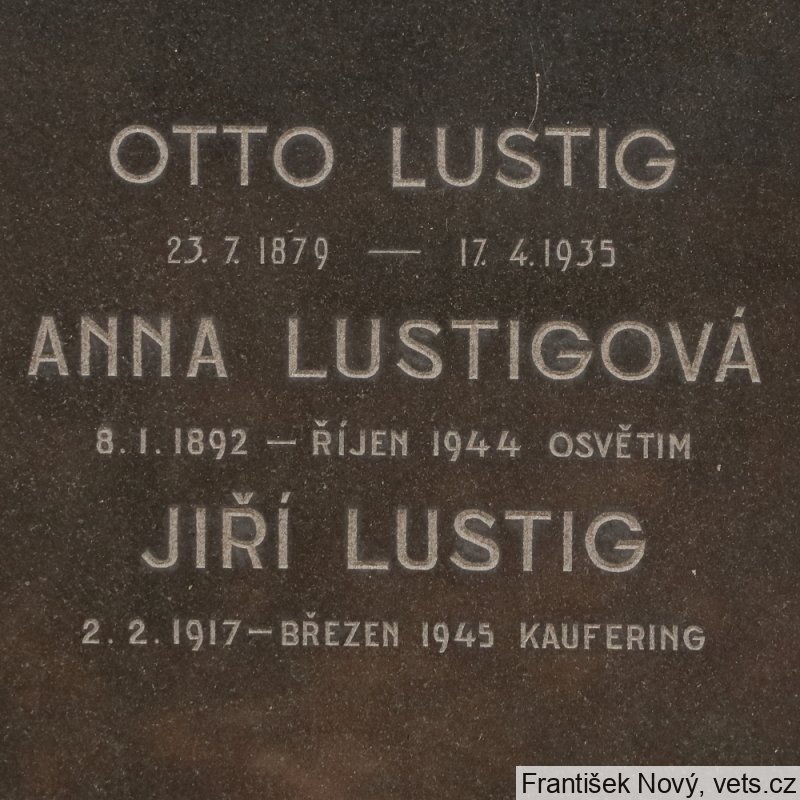 OTTO LUSTIG
23. 7. 1879 — 17. 4. 1935
ANNA LUSTIGOVÁ
8. 1. 1892 — ŘÍJEN 1944 OSVĚTIM
JIŘÍ LUSTIG
2. 2. 1917 — BŘEZEN 1945 KAUFERING
František Nový, vets.cz